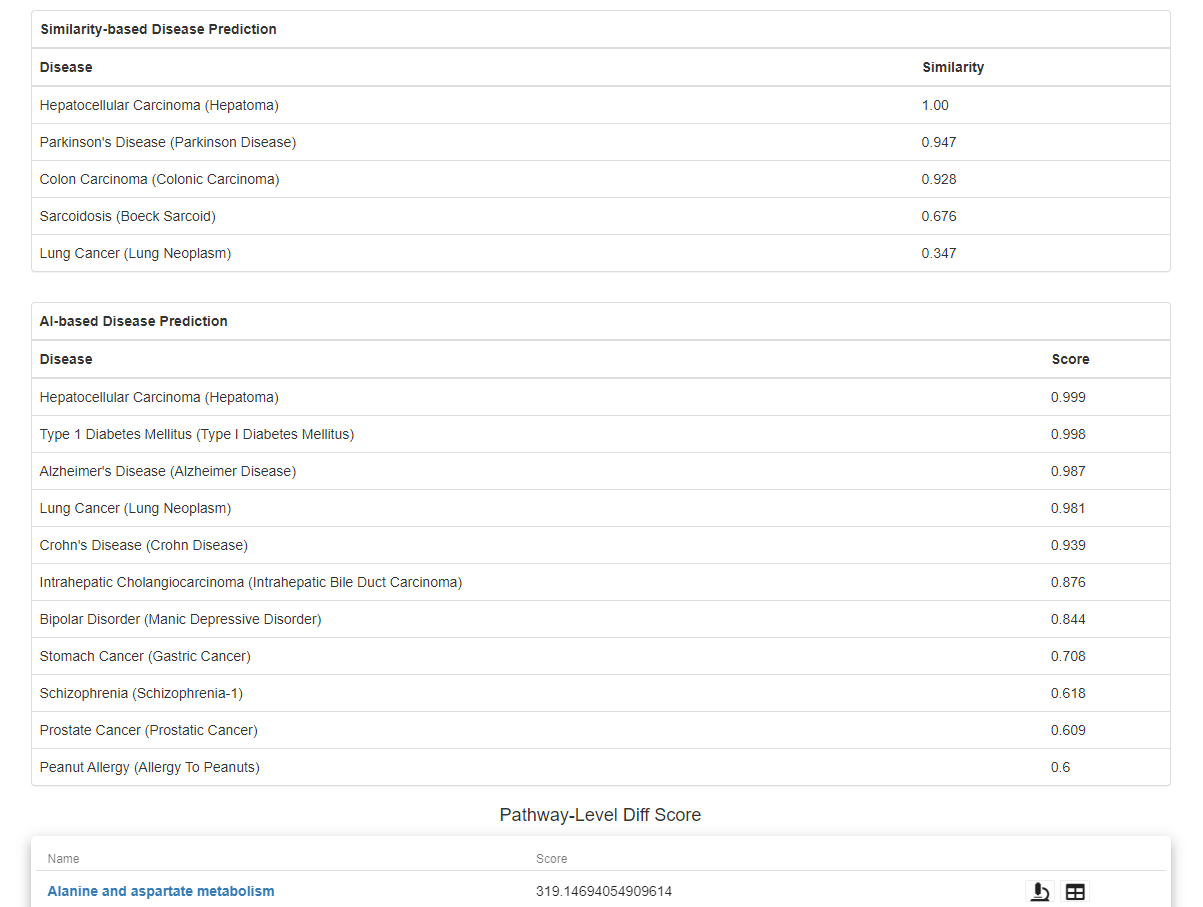 Similarity-based Disease Prediction
Disease Similarity
Hepatocellular Carcinoma (Hepatoma) 1.00
Parkinson's Disease (Parkinson Disease) 0.947
Colon Carcinoma (Colonic Carcinoma) 0.928
Sarcoidosis (Boeck Sarcoid) 0.676
Lung Cancer (Lung Neoplasm) 0.347
AI-based Disease Prediction
Disease Score
Hepatocellular Carcinoma (Hepatoma) 0.999
Type 1 Diabetes Mellitus (Type I Diabetes Mellitus) 0.998
Alzheimer's Disease (Alzheimer Disease) 0.987
Lung Cancer (Lung Neoplasm) 0.981
Crohn's Disease (Crohn Disease) 0.939
Intrahepatic Cholangiocarcinoma (Intrahepatic Bile Duct Carcinoma) 0.876
Bipolar Disorder (Manic Depressive Disorder) 0.844
Stomach Cancer (Gastric Cancer) 0.708
Schizophrenia (Schizophrenia-1) 0.618
Prostate Cancer (Prostatic Cancer) 0.609
Peanut Allergy (Allergy To Peanuts) 0.6
Pathway-Level Diff Score
Name Score
Alanine and aspartate metabolism 319.14694054909614